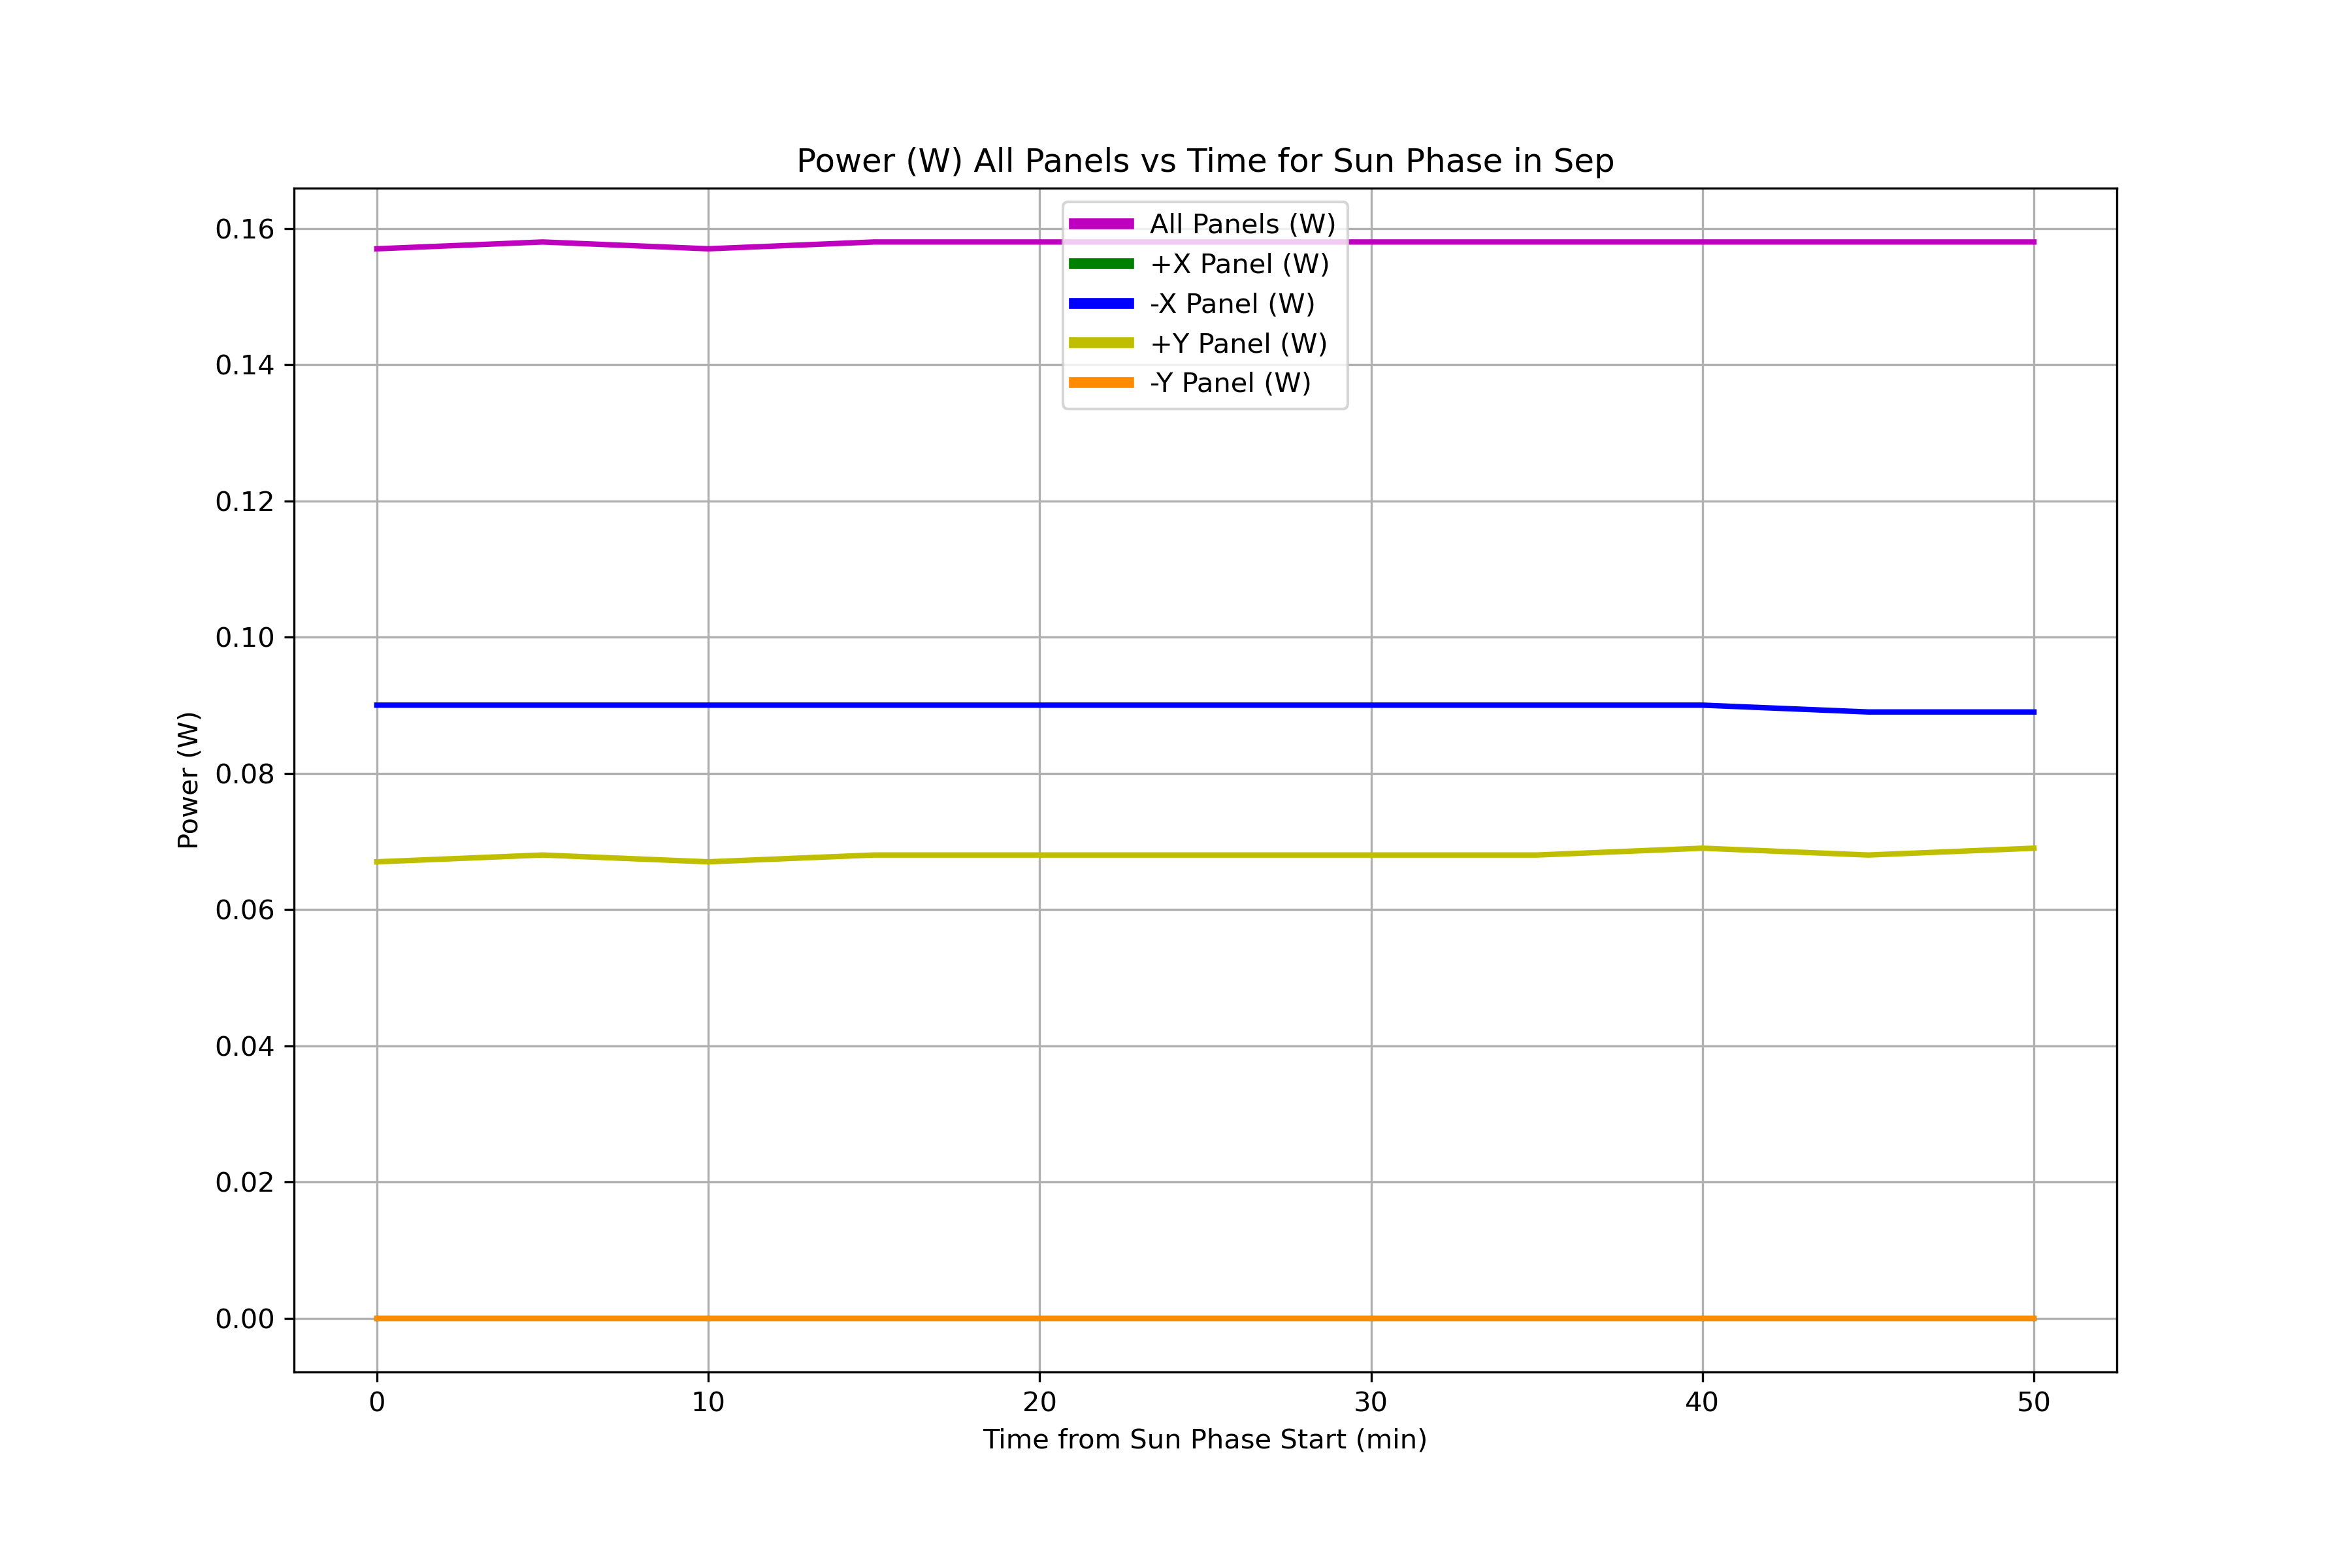 Power (W) All Panels vs Time for Sun Phase in Sep
All Panels (W)
+X Panel (W)
-X Panel (W)
+Y Panel (W)
-Y Panel (W)
0.16
0.14
0.12
0.10
0.08
0.06
0.04
0.02
0.00
Power (W)
0 10 20 30 40 50
Time from Sun Phase Start (min)